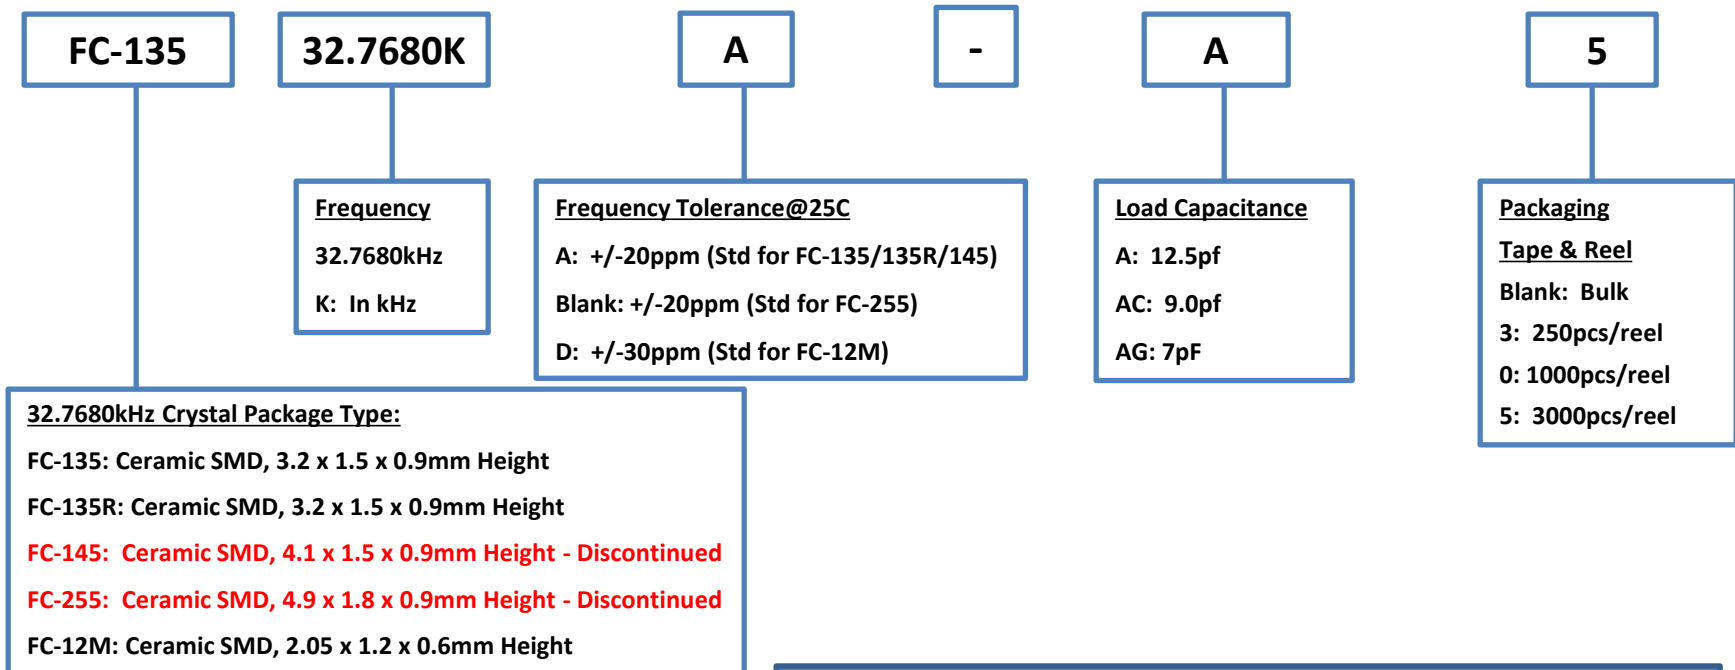 FC-135
32.7680K
A
-
A
5
Frequency
32.7680kHz
K: In kHz
Frequency Tolerance@25C
A: +/-20ppm (Std for FC-135/135R/145)
Blank: +/-20ppm (Std for FC-255)
D: +/-30ppm (Std for FC-12M)
Load Capacitance
A: 12.5pf
AC: 9.0pf
AG: 7pF
Packaging
Tape & Reel
Blank: Bulk
3: 250pcs/reel
0: 1000pcs/reel
5: 3000pcs/reel
32.7680kHz Crystal Package Type:
FC-135: Ceramic SMD, 3.2 x 1.5 x 0.9mm Height
FC-135R: Ceramic SMD, 3.2 x 1.5 x 0.9mm Height
FC-145: Ceramic SMD, 4.1 x 1.5 x 0.9mm Height - Discontinued
FC-255: Ceramic SMD, 4.9 x 1.8 x 0.9mm Height - Discontinued
FC-12M: Ceramic SMD, 2.05 x 1.2 x 0.6mm Height